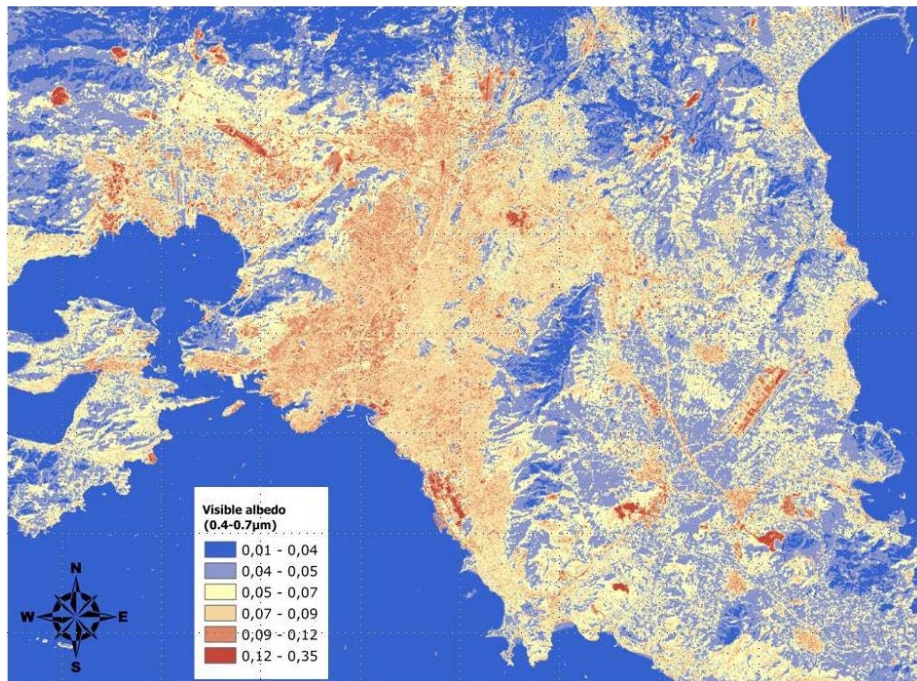 Visible albedo
(0.4-0.7µm)
0,01 - 0,04
0,04 - 0,05
0,05 - 0,07
0,07 - 0,09
0,09 - 0,12
0,12 - 0,35
N
W E
S